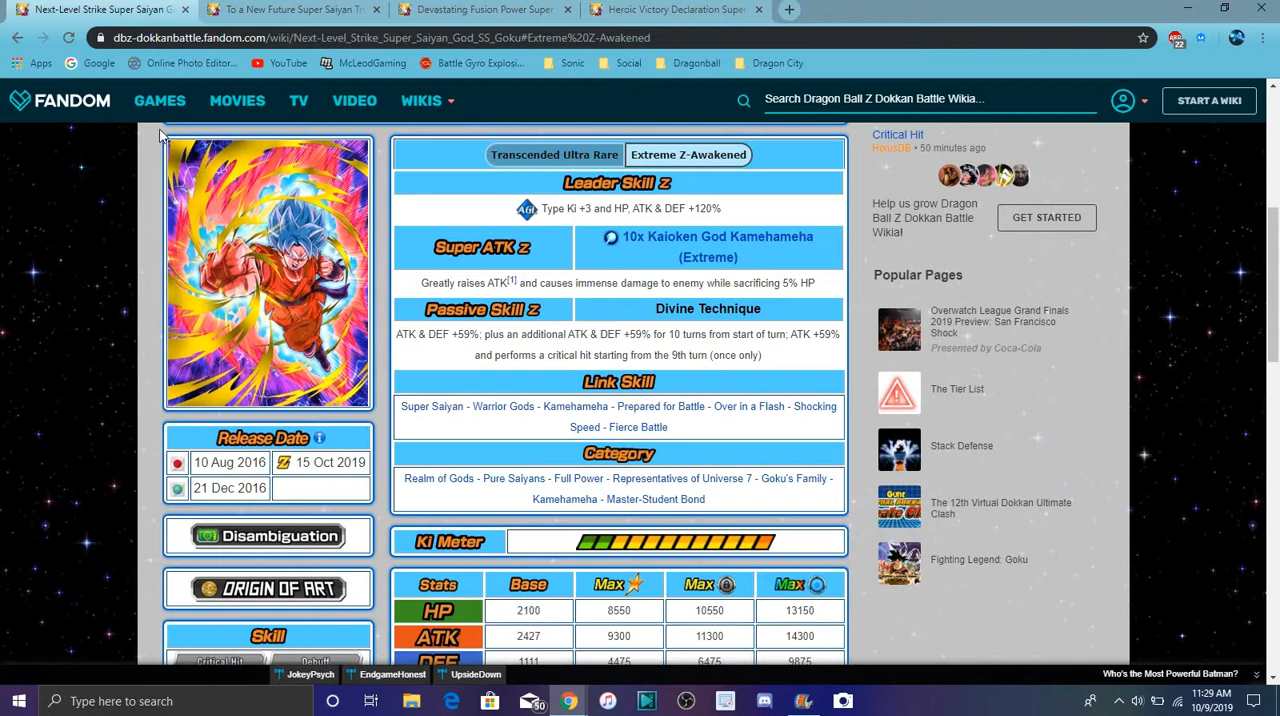 Next-Level Strike Super Saiyan G
To a New Future Super Saiyan Tr
Devastating Fusion Power Super
Heroic Victory Declaration Super
dbz-dokkanbattle.fandom.com/wiki/Next-Level_Strike_Super_Saiyan_God_SS_Goku#Extreme%20Z-Awakened
22
Apps Google Online Photo Editor... YouTube McLeodGaming Battle Gyro Explosi... Sonic Social Dragonball Dragon City
FANDOM GAMES MOVIES TV VIDEO WIKIS Search Dragon Ball Z Dokkan Battle Wikia... START A WIKI
Transcended Ultra Rare Extreme Z-Awakened
Leader Skill Z
AGL Type Ki +3 and HP, ATK & DEF +120%
Super ATK Z
10x Kaioken God Kamehameha
(Extreme)
Greatly raises ATK[1] and causes immense damage to enemy while sacrificing 5% HP
Passive Skill Z
Divine Technique
ATK & DEF +59%; plus an additional ATK & DEF +59% for 10 turns from start of turn; ATK +59%
and performs a critical hit starting from the 9th turn (once only)
Link Skill
Super Saiyan - Warrior Gods - Kamehameha - Prepared for Battle - Over in a Flash - Shocking
Speed - Fierce Battle
Category
Realm of Gods - Pure Saiyans - Full Power - Representatives of Universe 7 - Goku's Family -
Kamehameha - Master-Student Bond
Ki Meter
Stats Base Max Max Max
HP 2100 8550 10550 13150
ATK 2427 9300 11300 14300
DEF 1111 4475 6475 9875
Release Date
10 Aug 2016 Z 15 Oct 2019
21 Dec 2016
Disambiguation
ORIGIN OF ART
Skill
Critical Hit Debuff
Critical Hit
HorusDB • 50 minutes ago
Help us grow Dragon
Ball Z Dokkan Battle
Wikia!
GET STARTED
Popular Pages
Overwatch League Grand Finals
2019 Preview: San Francisco
Shock
Presented by Coca-Cola
The Tier List
Stack Defense
The 12th Virtual Dokkan Ultimate
Clash
Fighting Legend: Goku
JokeyPsych EndgameHonest UpsideDown Who's the Most Powerful Batman?
Type here to search
90
11:29 AM
10/9/2019